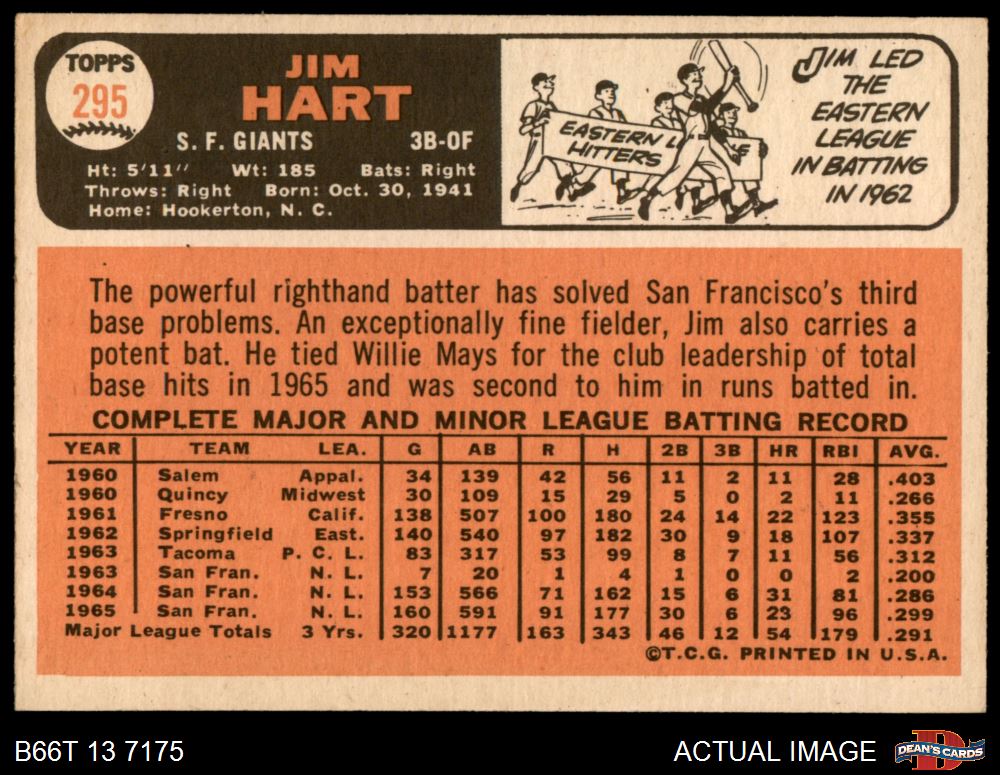 TOPPS
295
JIM
HART
S. F. GIANTS 3B-OF
Ht: 5'11" Wt: 185 Bats: Right
Throws: Right Born: Oct. 30, 1941
Home: Hookerton, N. C.
EASTERN L
HITTERS E
JIM LED
THE
EASTERN
LEAGUE
IN BATTING
IN 1962
The powerful righthand batter has solved San Francisco's third
base problems. An exceptionally fine fielder, Jim also carries a
potent bat. He tied Willie Mays for the club leadership of total
base hits in 1965 and was second to him in runs batted in.
COMPLETE MAJOR AND MINOR LEAGUE BATTING RECORD
YEAR TEAM LEA. G AB R H 2B 3B HR RBI AVG.
1960 Salem Appal. 34 139 42 56 11 2 11 28 .403
1960 Quincy Midwest 30 109 15 29 5 0 2 11 .266
1961 Fresno Calif. 138 507 100 180 24 14 22 123 .355
1962 Springfield East. 140 540 97 182 30 9 18 107 .337
1963 Tacoma P. C. L. 83 317 53 99 8 7 11 56 .312
1963 San Fran. N. L. 7 20 1 4 1 0 0 2 .200
1964 San Fran. N. L. 153 566 71 162 15 6 31 81 .286
1965 San Fran. N. L. 160 591 91 177 30 6 23 96 .299
Major League Totals 3 Yrs. 320 1177 163 343 46 12 54 179 .291
©T.C.G. PRINTED IN U.S.A.
B66T 13 7175 ACTUAL IMAGE
D
DEAN'S CARDS